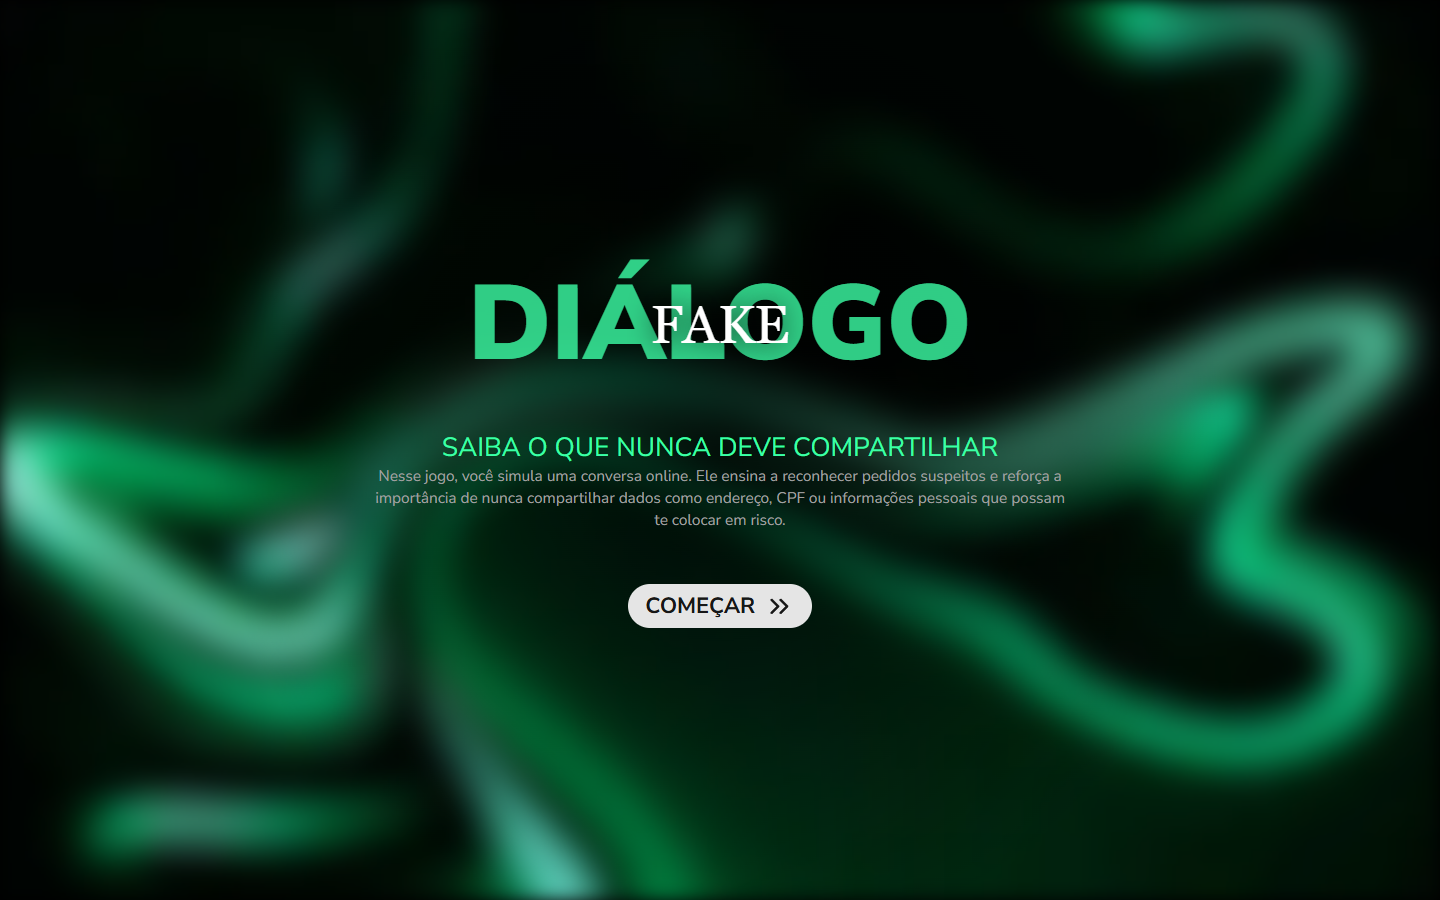 DIÁLOGO
FAKE
SAIBA O QUE NUNCA DEVE COMPARTILHAR
Nesse jogo, você simula uma conversa online. Ele ensina a reconhecer pedidos suspeitos e reforça a
importância de nunca compartilhar dados como endereço, CPF ou informações pessoais que possam
te colocar em risco.
COMEÇAR